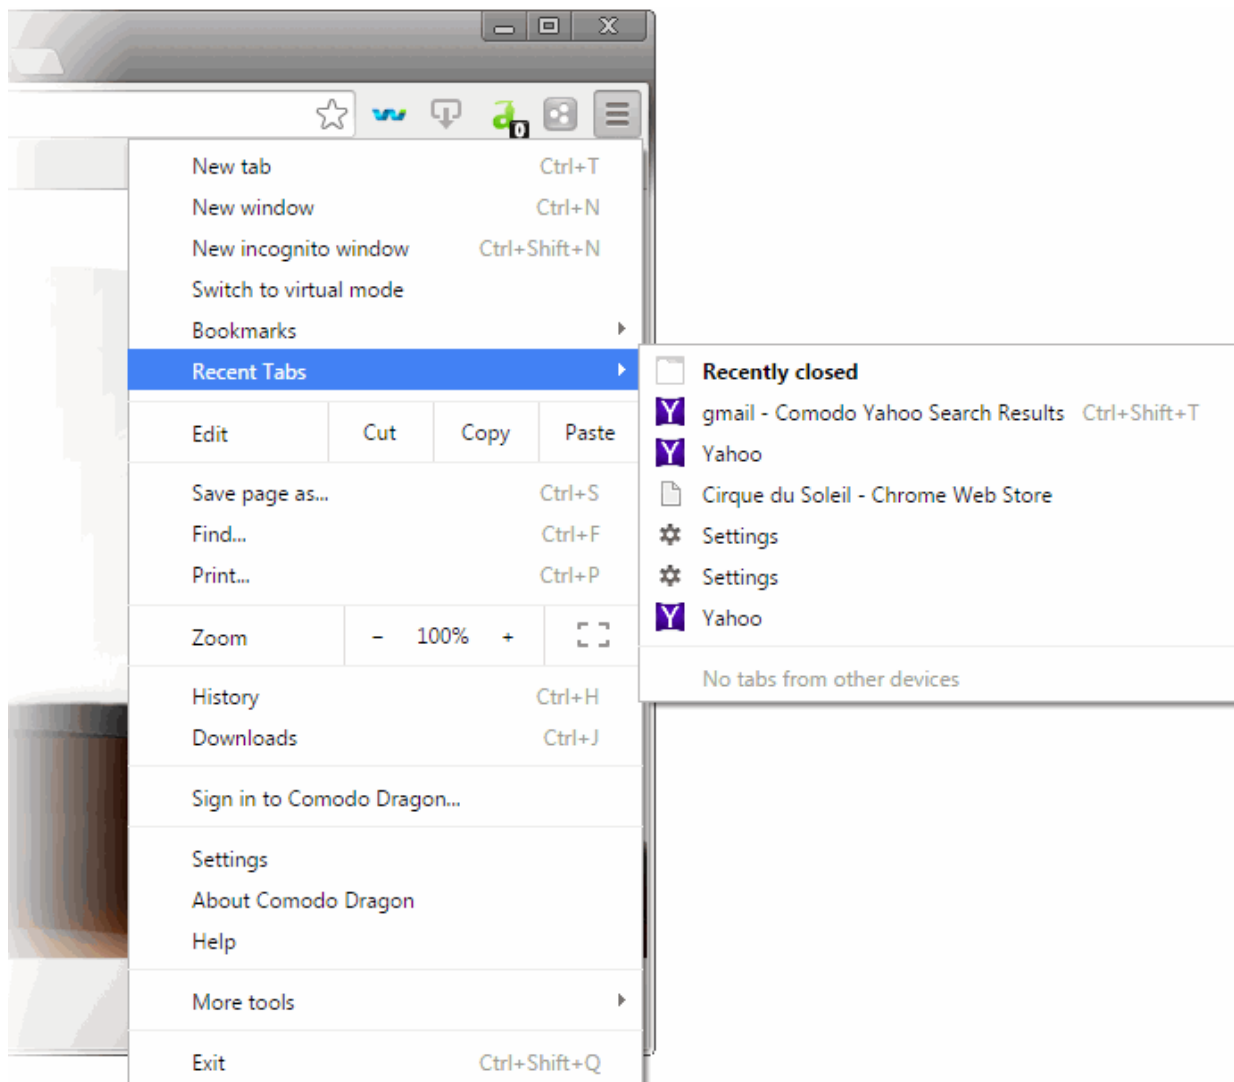 0
New tab Ctrl+T
New window Ctrl+N
New incognito window Ctrl+Shift+N
Switch to virtual mode
Bookmarks
Recent Tabs
Recently closed
gmail - Comodo Yahoo Search Results Ctrl+Shift+T
Yahoo
Cirque du Soleil - Chrome Web Store
Settings
Settings
Yahoo
No tabs from other devices
Edit Cut Copy Paste
Save page as... Ctrl+S
Find... Ctrl+F
Print... Ctrl+P
Zoom - 100% +
History Ctrl+H
Downloads Ctrl+J
Sign in to Comodo Dragon...
Settings
About Comodo Dragon
Help
More tools
Exit Ctrl+Shift+Q